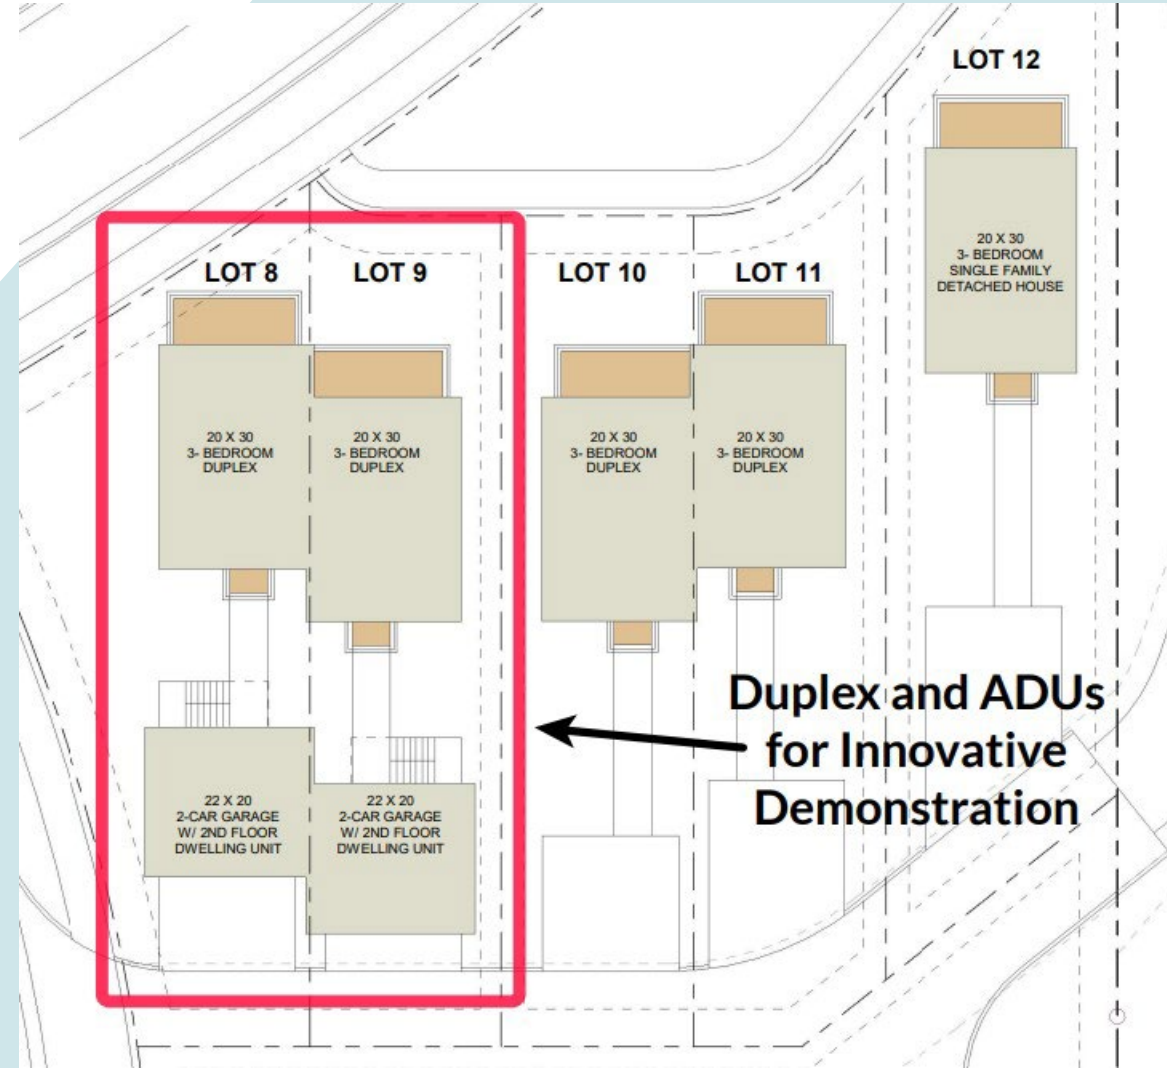 LOT 12
20 X 30
3- BEDROOM
SINGLE FAMILY
DETACHED HOUSE
LOT 8
LOT 9
LOT 10
LOT 11
20 X 30
3- BEDROOM
DUPLEX
20 X 30
3- BEDROOM
DUPLEX
20 X 30
3- BEDROOM
DUPLEX
20 X 30
3- BEDROOM
DUPLEX
Duplex and ADUs
for Innovative
Demonstration
22 X 20
2-CAR GARAGE
W/ 2ND FLOOR
DWELLING UNIT
22 X 20
2-CAR GARAGE
W/ 2ND FLOOR
DWELLING UNIT